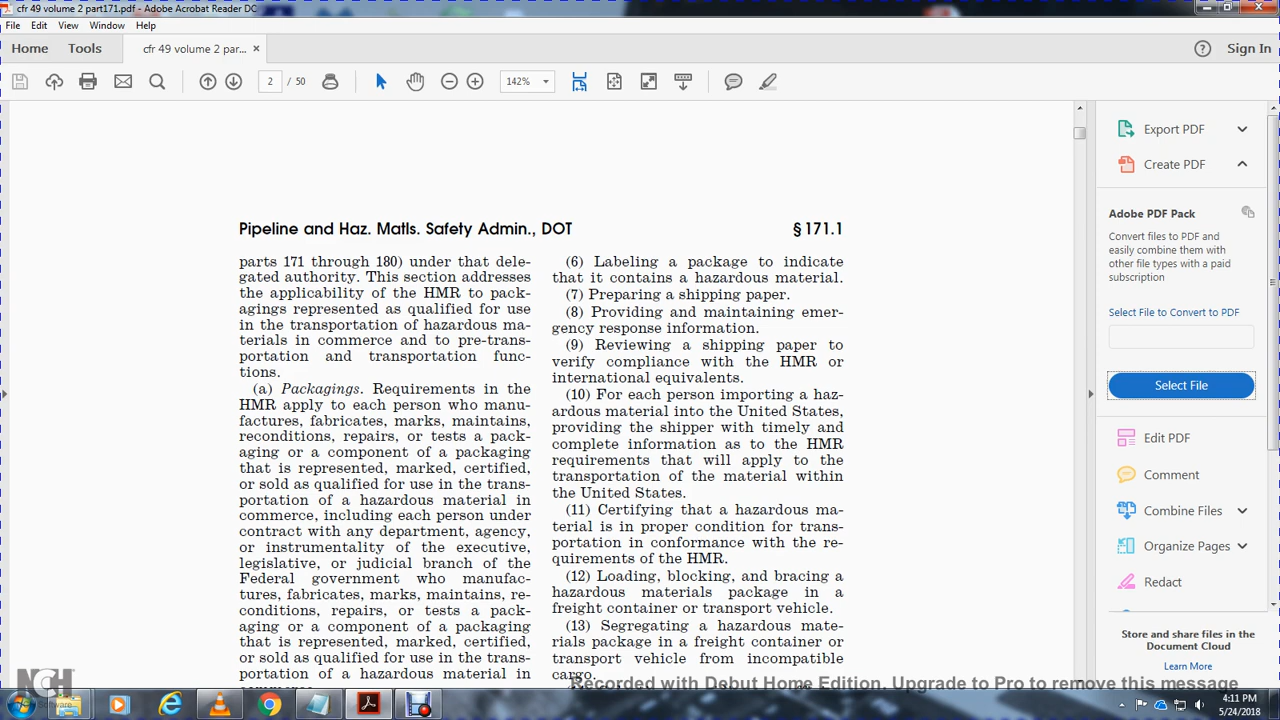 cfr 49 volume 2 part171.pdf - Adobe Acrobat Reader DC
File Edit View Window Help
Home Tools cfr 49 volume 2 par... × Sign In
2 / 50 142%
Pipeline and Haz. Matls. Safety Admin., DOT § 171.1
parts 171 through 180) under that dele-
gated authority. This section addresses
the applicability of the HMR to pack-
agings represented as qualified for use
in the transportation of hazardous ma-
terials in commerce and to pre-trans-
portation and transportation func-
tions.
(a) Packagings. Requirements in the
HMR apply to each person who manu-
factures, fabricates, marks, maintains,
reconditions, repairs, or tests a pack-
aging or a component of a packaging
that is represented, marked, certified,
or sold as qualified for use in the trans-
portation of a hazardous material in
commerce, including each person under
contract with any department, agency,
or instrumentality of the executive,
legislative, or judicial branch of the
Federal government who manufac-
tures, fabricates, marks, maintains, re-
conditions, repairs, or tests a pack-
aging or a component of a packaging
that is represented, marked, certified,
or sold as qualified for use in the trans-
portation of a hazardous material in
(6) Labeling a package to indicate
that it contains a hazardous material.
(7) Preparing a shipping paper.
(8) Providing and maintaining emer-
gency response information.
(9) Reviewing a shipping paper to
verify compliance with the HMR or
international equivalents.
(10) For each person importing a haz-
ardous material into the United States,
providing the shipper with timely and
complete information as to the HMR
requirements that will apply to the
transportation of the material within
the United States.
(11) Certifying that a hazardous ma-
terial is in proper condition for trans-
portation in conformance with the re-
quirements of the HMR.
(12) Loading, blocking, and bracing a
hazardous materials package in a
freight container or transport vehicle.
(13) Segregating a hazardous mate-
rials package in a freight container or
transport vehicle from incompatible
cargo.
Export PDF
Create PDF
Adobe PDF Pack
Convert files to PDF and
easily combine them with
other file types with a paid
subscription
Select File to Convert to PDF
Select File
Edit PDF
Comment
Combine Files
Organize Pages
Redact
Store and share files in the
Document Cloud
Learn More
NCH
Software
Recorded with Debut Home Edition. Upgrade to Pro to remove this message
4:11 PM
5/24/2018